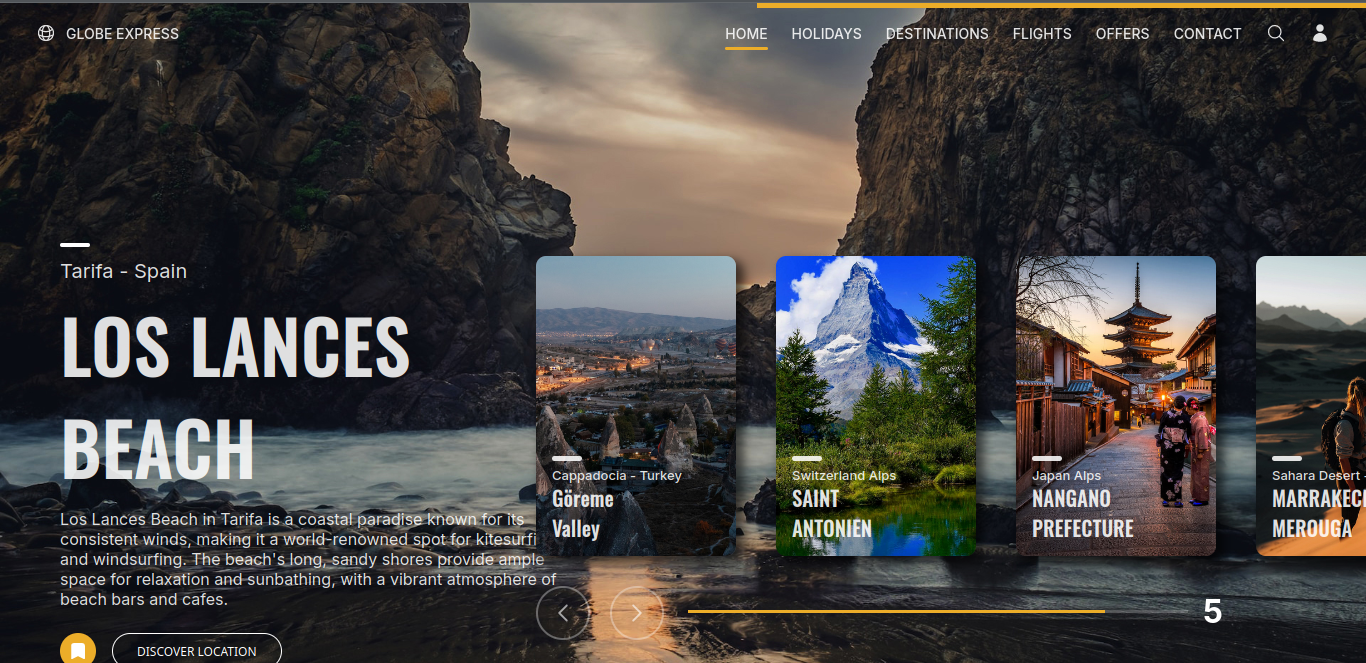 GLOBE EXPRESS
HOME HOLIDAYS DESTINATIONS FLIGHTS OFFERS CONTACT
Tarifa - Spain
LOS LANCES
BEACH
Los Lances Beach in Tarifa is a coastal paradise known for its
consistent winds, making it a world-renowned spot for kitesurfi
and windsurfing. The beach's long, sandy shores provide ample
space for relaxation and sunbathing, with a vibrant atmosphere of
beach bars and cafes.
DISCOVER LOCATION
Cappadocia - Turkey
Göreme
Valley
Switzerland Alps
SAINT
ANTONIEN
Japan Alps
NANGANO
PREFECTURE
Sahara Desert -
MARRAKEC
MEROUGA
5